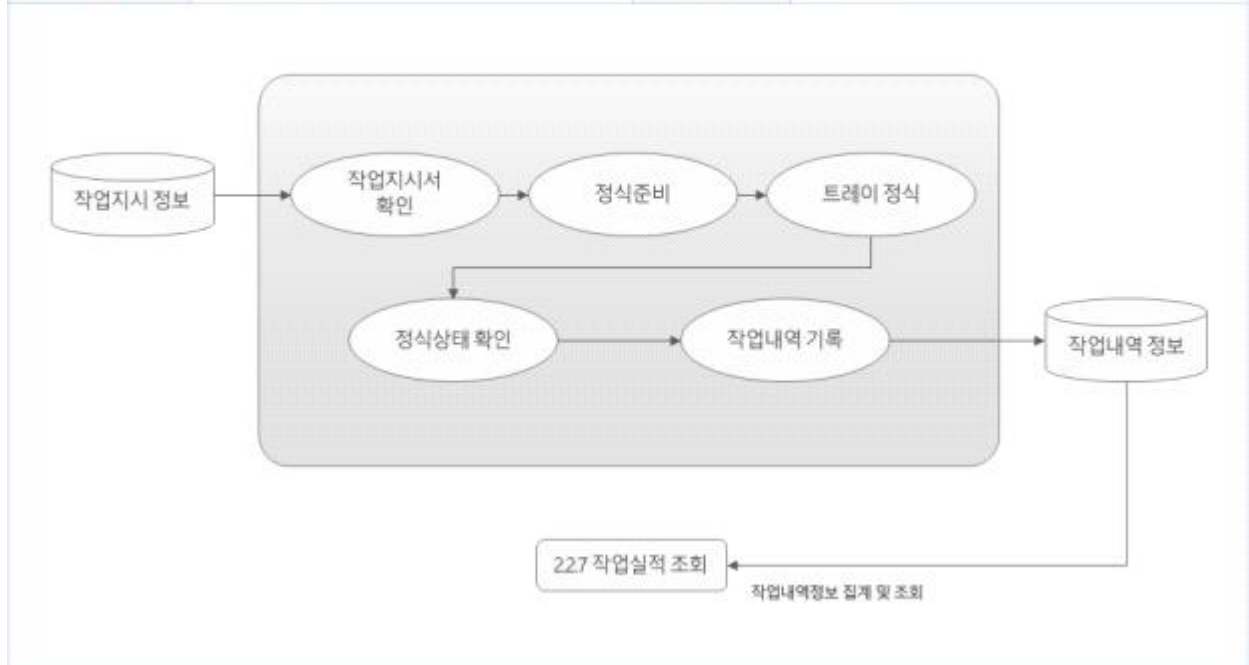 작업지시 정보
작업지시서
확인
정식준비
트레이 정식
정식상태 확인
작업내역 기록
작업내역 정보
2.2.7 작업실적 조회
작업내역정보 집계 및 조회